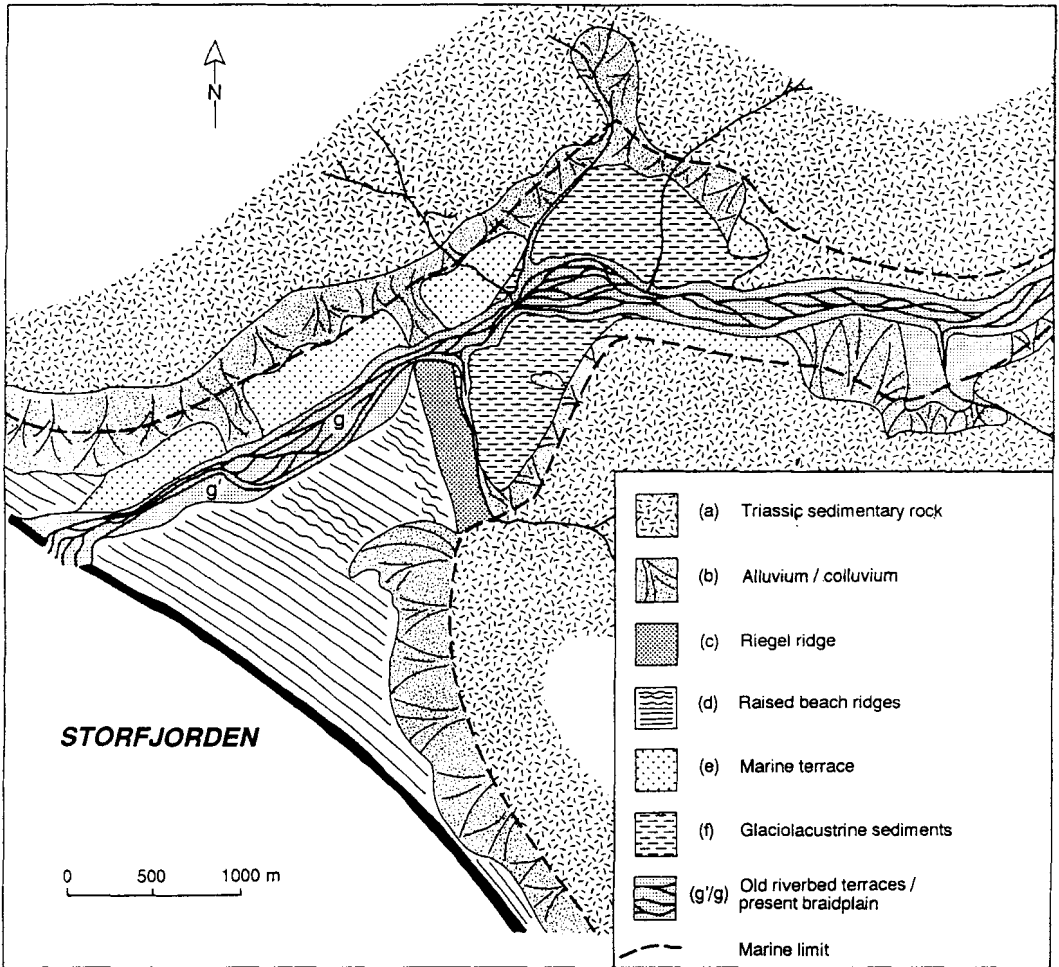 N
g
g'
STORFJORDEN
0 500 1000 m
(a) Triassic sedimentary rock
(b) Alluvium / colluvium
(c) Riegel ridge
(d) Raised beach ridges
(e) Marine terrace
(f) Glaciolacustrine sediments
(g'/g) Old riverbed terraces /
present braidplain
Marine limit